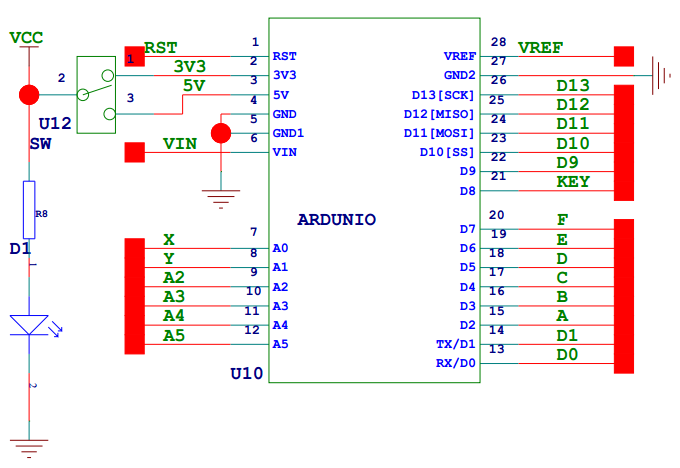 VCC
RST
1
RST
28
VREF
VREF
1
2
3V3
2
3V3
27
GND2
3
5V
3
5V
26
D13[SCK]
D13
4
GND
25
D12[MISO]
D12
U12
SW
5
GND1
24
D11[MOSI]
D11
VIN
6
VIN
23
D10[SS]
D10
22
D9
D9
21
D8
KEY
R8
ARDUNIO
20
D7
F
X
7
A0
19
D6
E
D1
1
Y
8
A1
18
D5
D
A2
9
A2
17
D4
C
A3
10
A3
16
D3
B
A4
11
A4
15
D2
A
A5
12
A5
14
TX/D1
D1
13
RX/D0
D0
U10
2